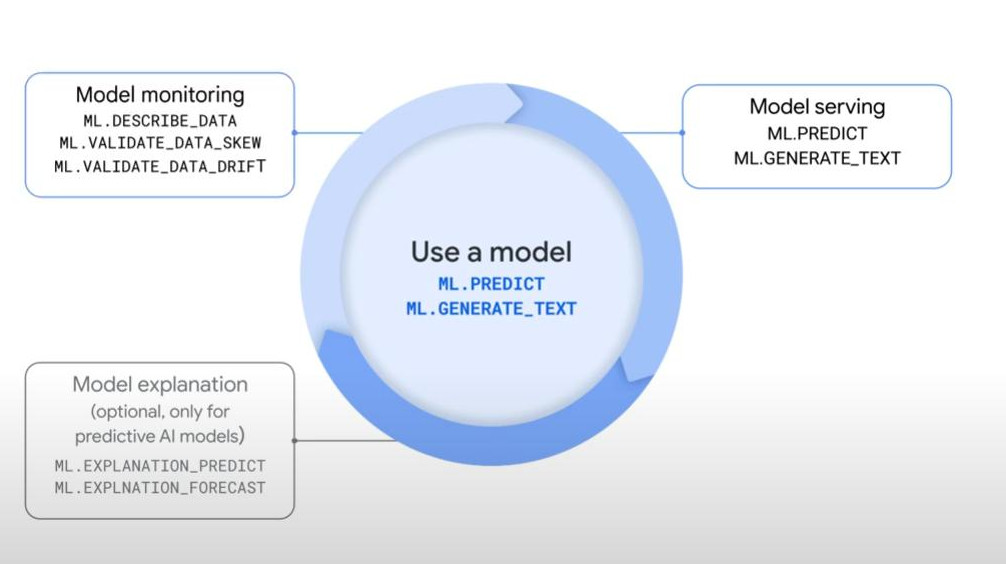 Model monitoring
ML.DESCRIBE_DATA
ML.VALIDATE_DATA_SKEW
ML.VALIDATE_DATA_DRIFT
Model serving
ML.PREDICT
ML.GENERATE_TEXT
Use a model
ML.PREDICT
ML.GENERATE_TEXT
Model explanation
(optional, only for
predictive AI models)
ML.EXPLANATION_PREDICT
ML.EXPLNATION_FORECAST